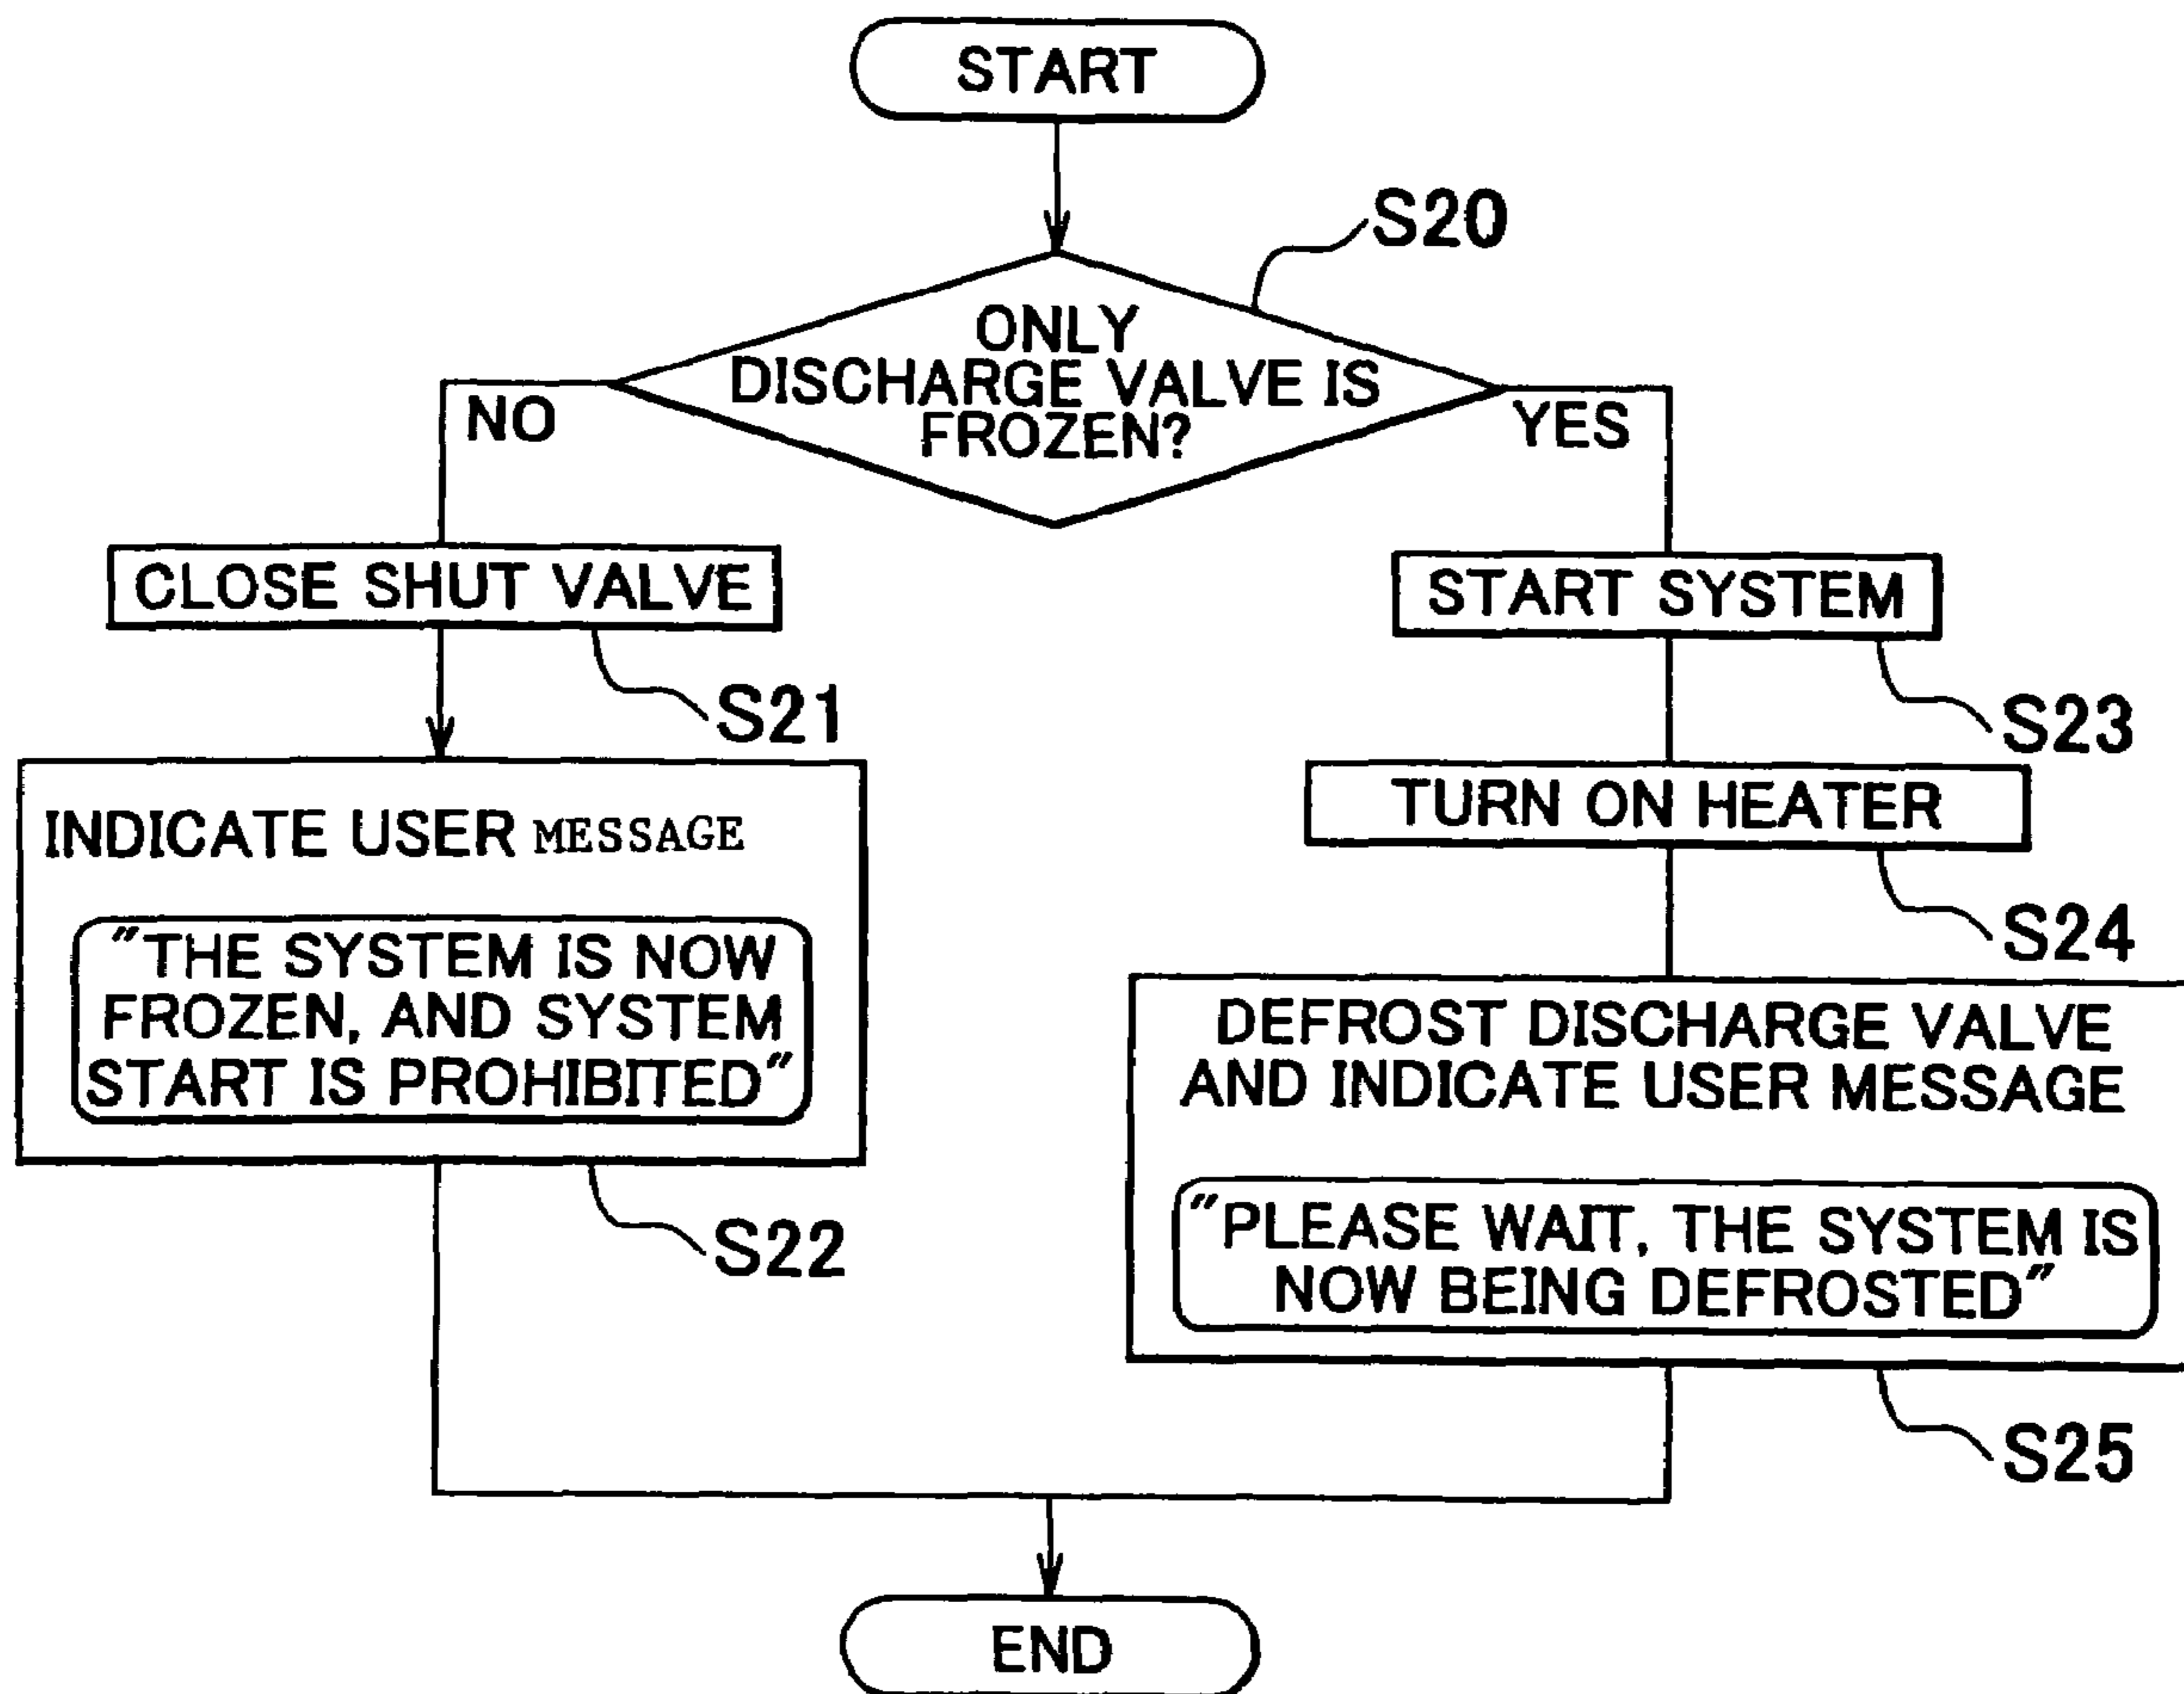 START
S20
ONLY
DISCHARGE VALVE IS
FROZEN?
NO
YES
CLOSE SHUT VALVE
S21
INDICATE USER MESSAGE
"THE SYSTEM IS NOW
FROZEN, AND SYSTEM
START IS PROHIBITED"
S22
START SYSTEM
S23
TURN ON HEATER
S24
DEFROST DISCHARGE VALVE
AND INDICATE USER MESSAGE
"PLEASE WAIT, THE SYSTEM IS
NOW BEING DEFROSTED"
S25
END